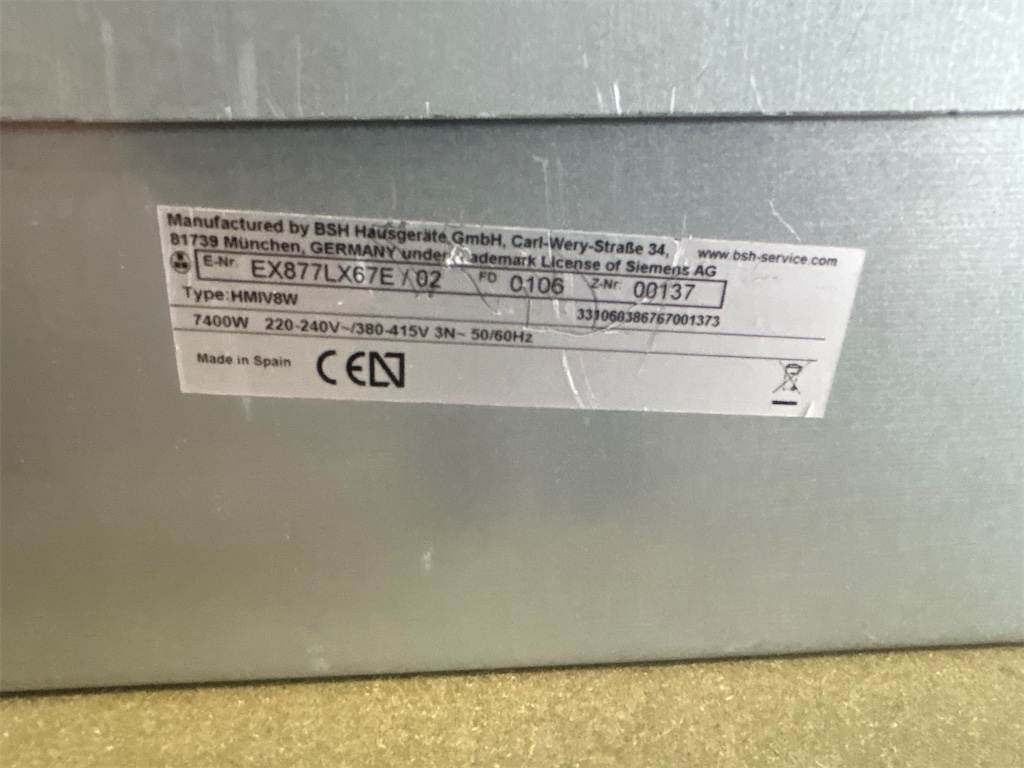 Manufactured by BSH Hausgeräte GmbH, Carl-Wery-Straße 34,
www.bsh-service.com
81739 München, GERMANY under Trademark License of Siemens AG
E-Nr. EX877LX67E / 02 FD 0106 Z-Nr. 00137
Type: HMIV8W
331060386767001373
7400W 220-240V~/380-415V 3N~ 50/60Hz
Made in Spain CE N